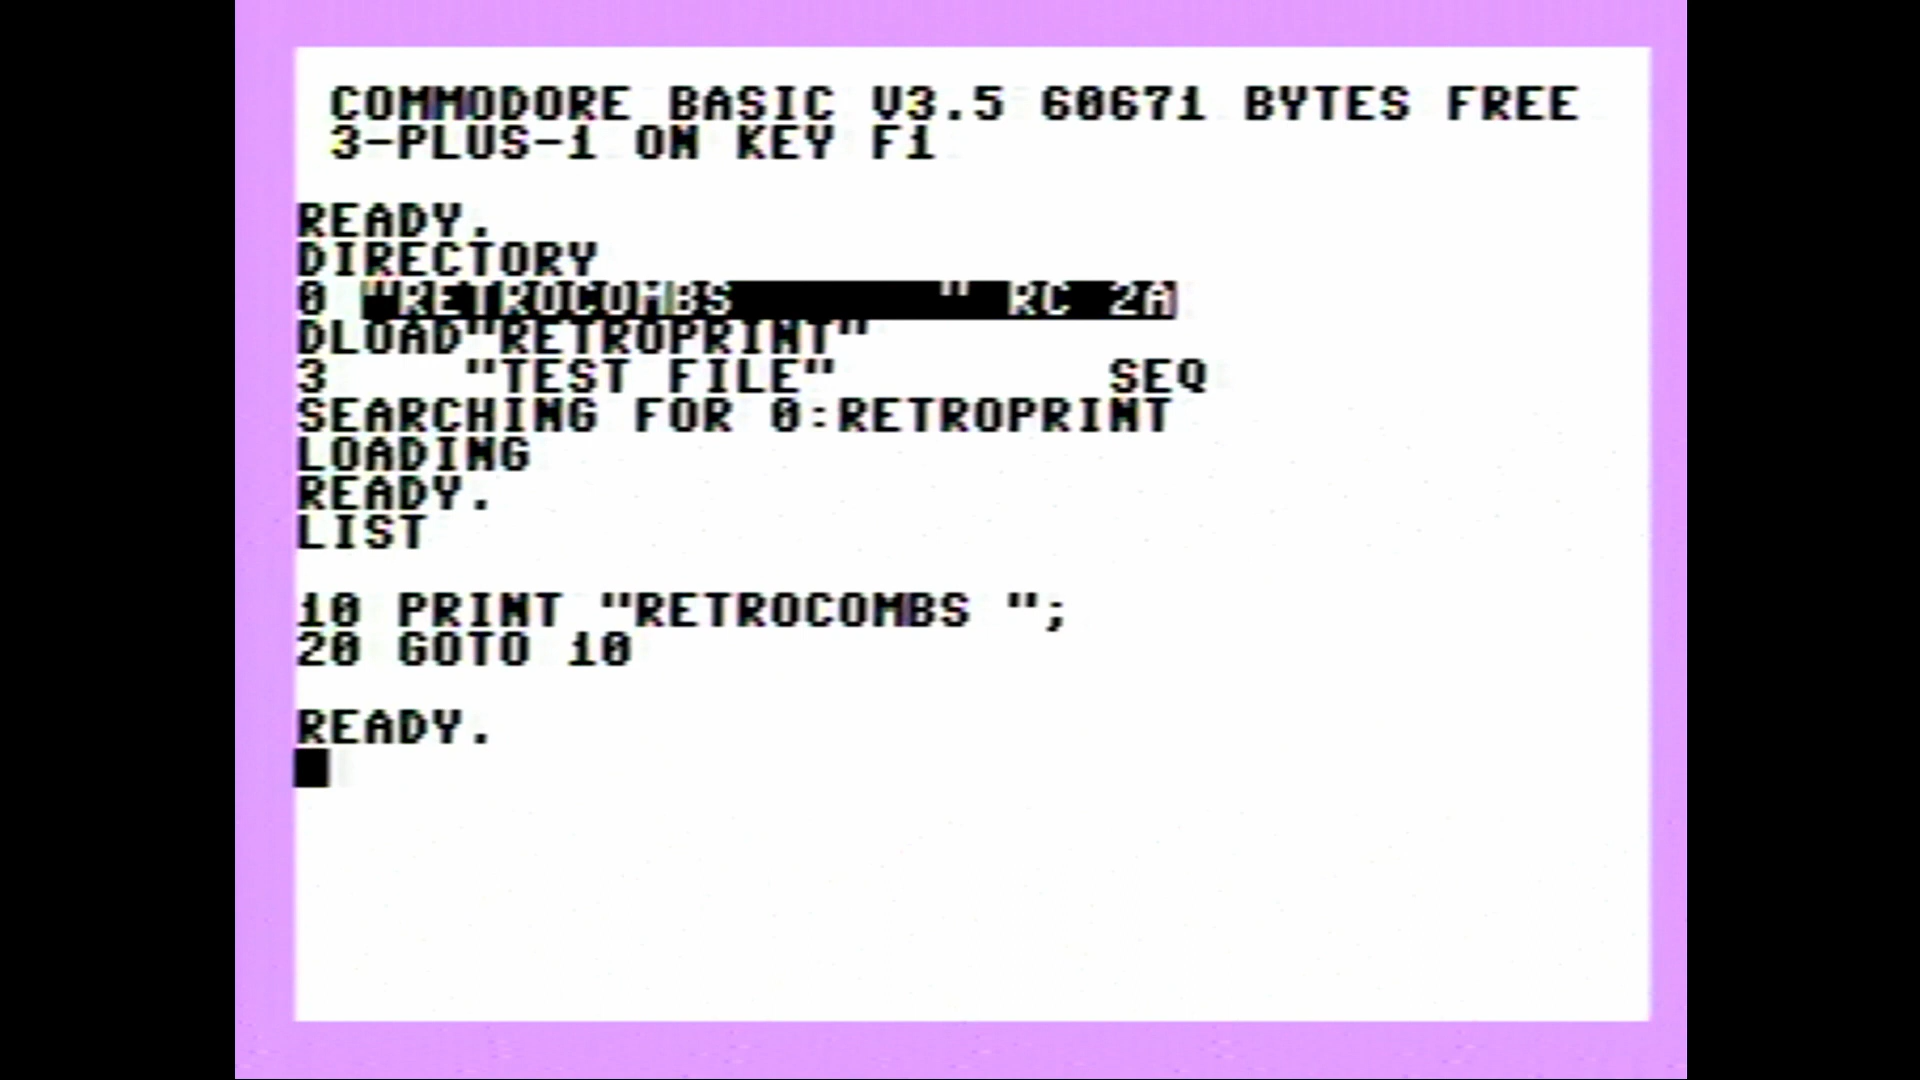 COMMODORE BASIC V3.5 60671 BYTES FREE
3-PLUS-1 ON KEY F1
READY.
DIRECTORY
0 "RETROCOMBS       " RC 2A
DLOAD"RETROPRINT"
3    "TEST FILE"        SEQ
SEARCHING FOR 0:RETROPRINT
LOADING
READY.
LIST
10 PRINT "RETROCOMBS ";
20 GOTO 10
READY.